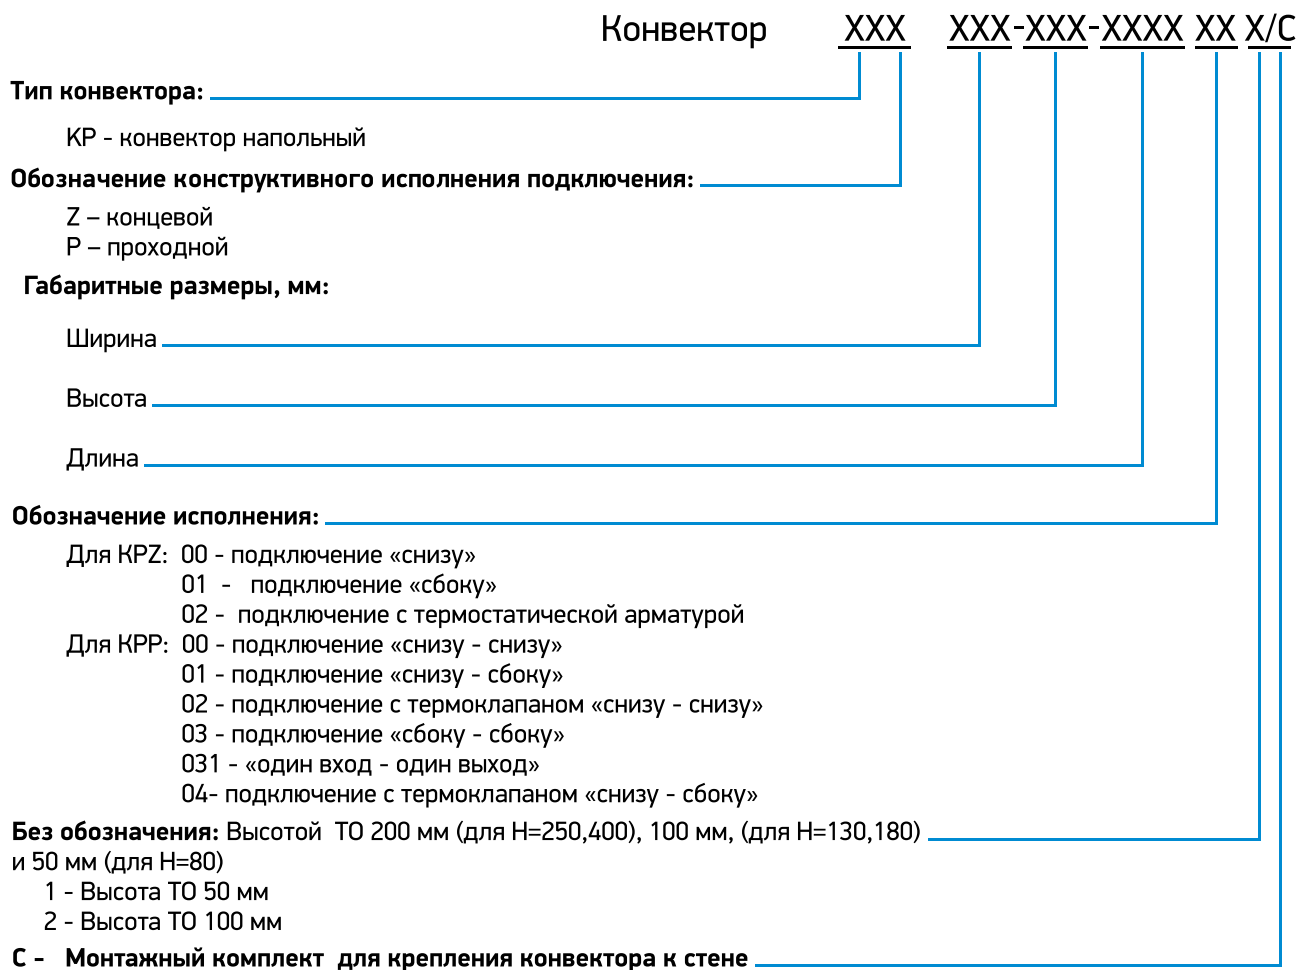 Конвектор XXX XXX-XXX-XXXX XX X/C
Тип конвектора:
КР - конвектор напольный
Обозначение конструктивного исполнения подключения:
Z – концевой
P – проходной
Габаритные размеры, мм:
Ширина
Высота
Длина
Обозначение исполнения:
Для KPZ: 00 - подключение «снизу»
01 - подключение «сбоку»
02 - подключение с термостатической арматурой
Для КРР: 00 - подключение «снизу - снизу»
01 - подключение «снизу - сбоку»
02 - подключение с термоклапаном «снизу - снизу»
03 - подключение «сбоку - сбоку»
031 - «один вход - один выход»
04- подключение с термоклапаном «снизу - сбоку»
Без обозначения: Высотой ТО 200 мм (для H=250,400), 100 мм, (для H=130,180)
и 50 мм (для H=80)
1 - Высота ТО 50 мм
2 - Высота ТО 100 мм
С - Монтажный комплект для крепления конвектора к стене